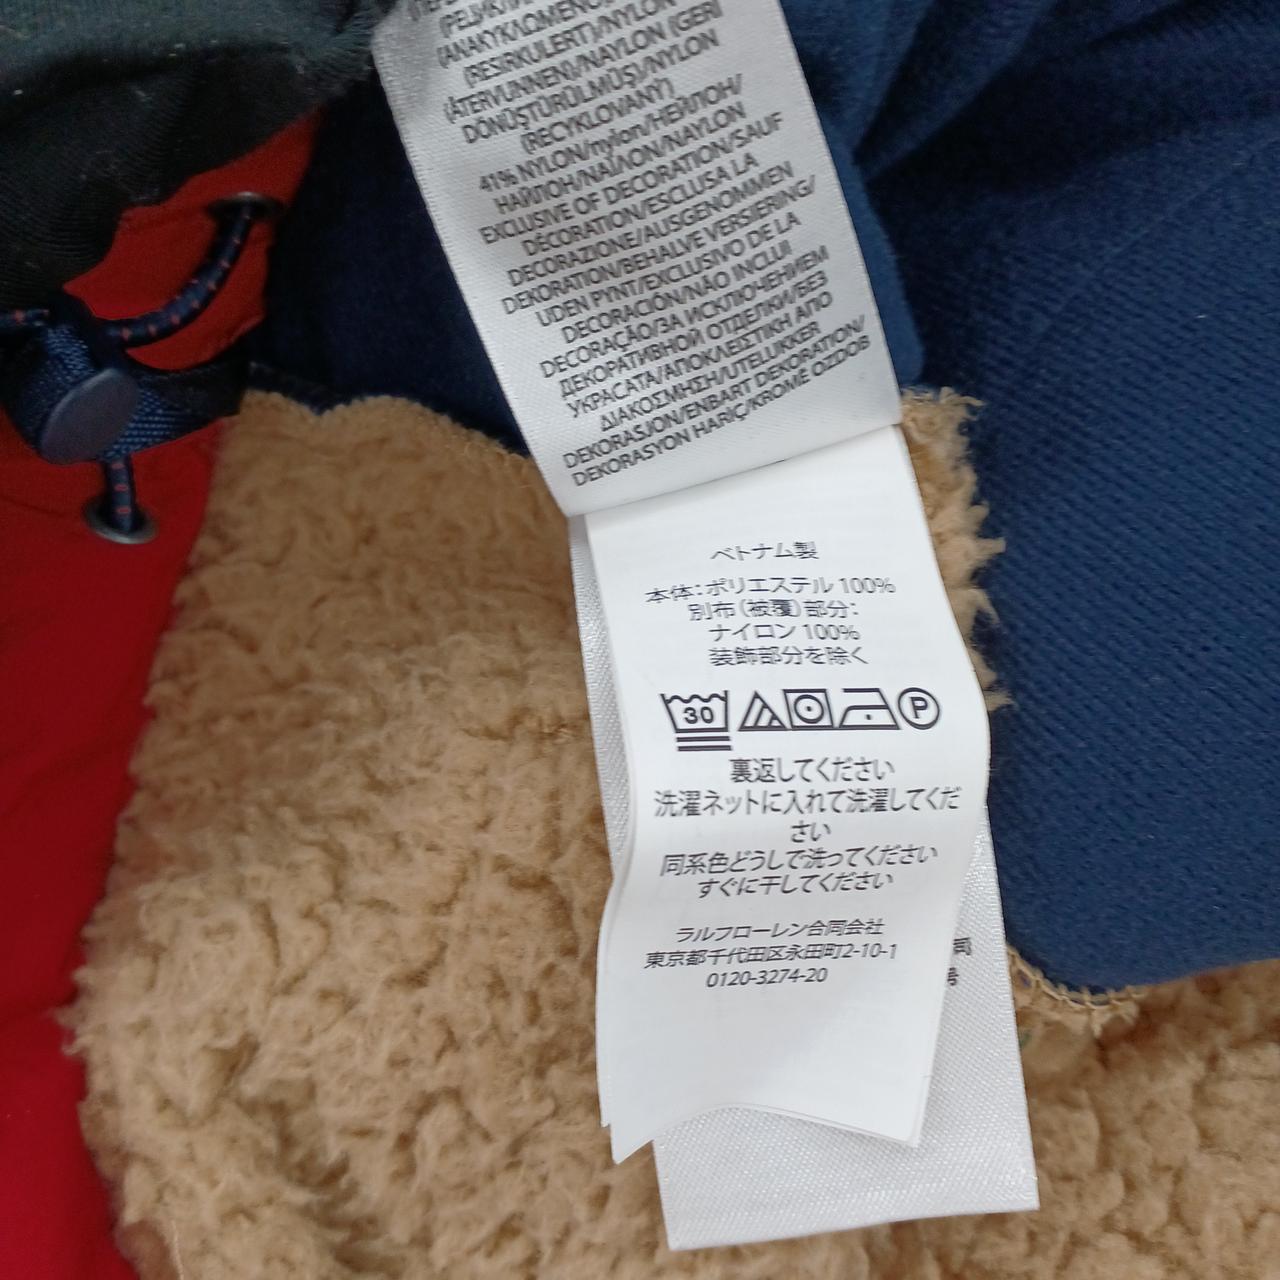 (РЕЦИКЛИ
(ΑΝΑΚΥΚΛΩΜΕΝΟ)
(RESIRKULERT)/NYLON
(ÅTERVUNNEN)/NAYLON (GERİ
DÖNÜŞTÜRÜLMÜŞ)/NYLON
(RECYKLOVANÝ)
41% NYLON/nylon/НЕЙЛОН/
НАЙЛОН/ΝΑΪΛΟΝ/NAYLON
EXCLUSIVE OF DECORATION/SAUF
DÉCORATION/ESCLUSA LA
DECORAZIONE/AUSGENOMMEN
DEKORATION/BEHALVE VERSIERING/
UDEN PYNT/EXCLUSIVO DE LA
DECORACIÓN/NÃO INCLUI
DECORAÇÃO/ЗА ИСКЛЮЧЕНИЕМ
ДЕКОРАТИВНОЙ ОТДЕЛКИ/БЕЗ
УКРАСАТА/ΑΠΟΚΛΕΙΣΤΙΚΗ ΑΠΟ
ΔΙΑΚΟΣΜΗΣΗ/UTELUKKER
DEKORASJON/ENBART DEKORATION/
DEKORASYON HARİÇ/KROMĚ OZDOB
ベトナム製
本体：ポリエステル 100%
別布（被覆）部分：
ナイロン 100%
装飾部分を除く
30 P
裏返してください
洗濯ネットに入れて洗濯してくだ
さい
同系色どうしで洗ってください
すぐに干してください
ラルフローレン合同会社
東京都千代田区永田町2-10-1
0120-3274-20
司
号